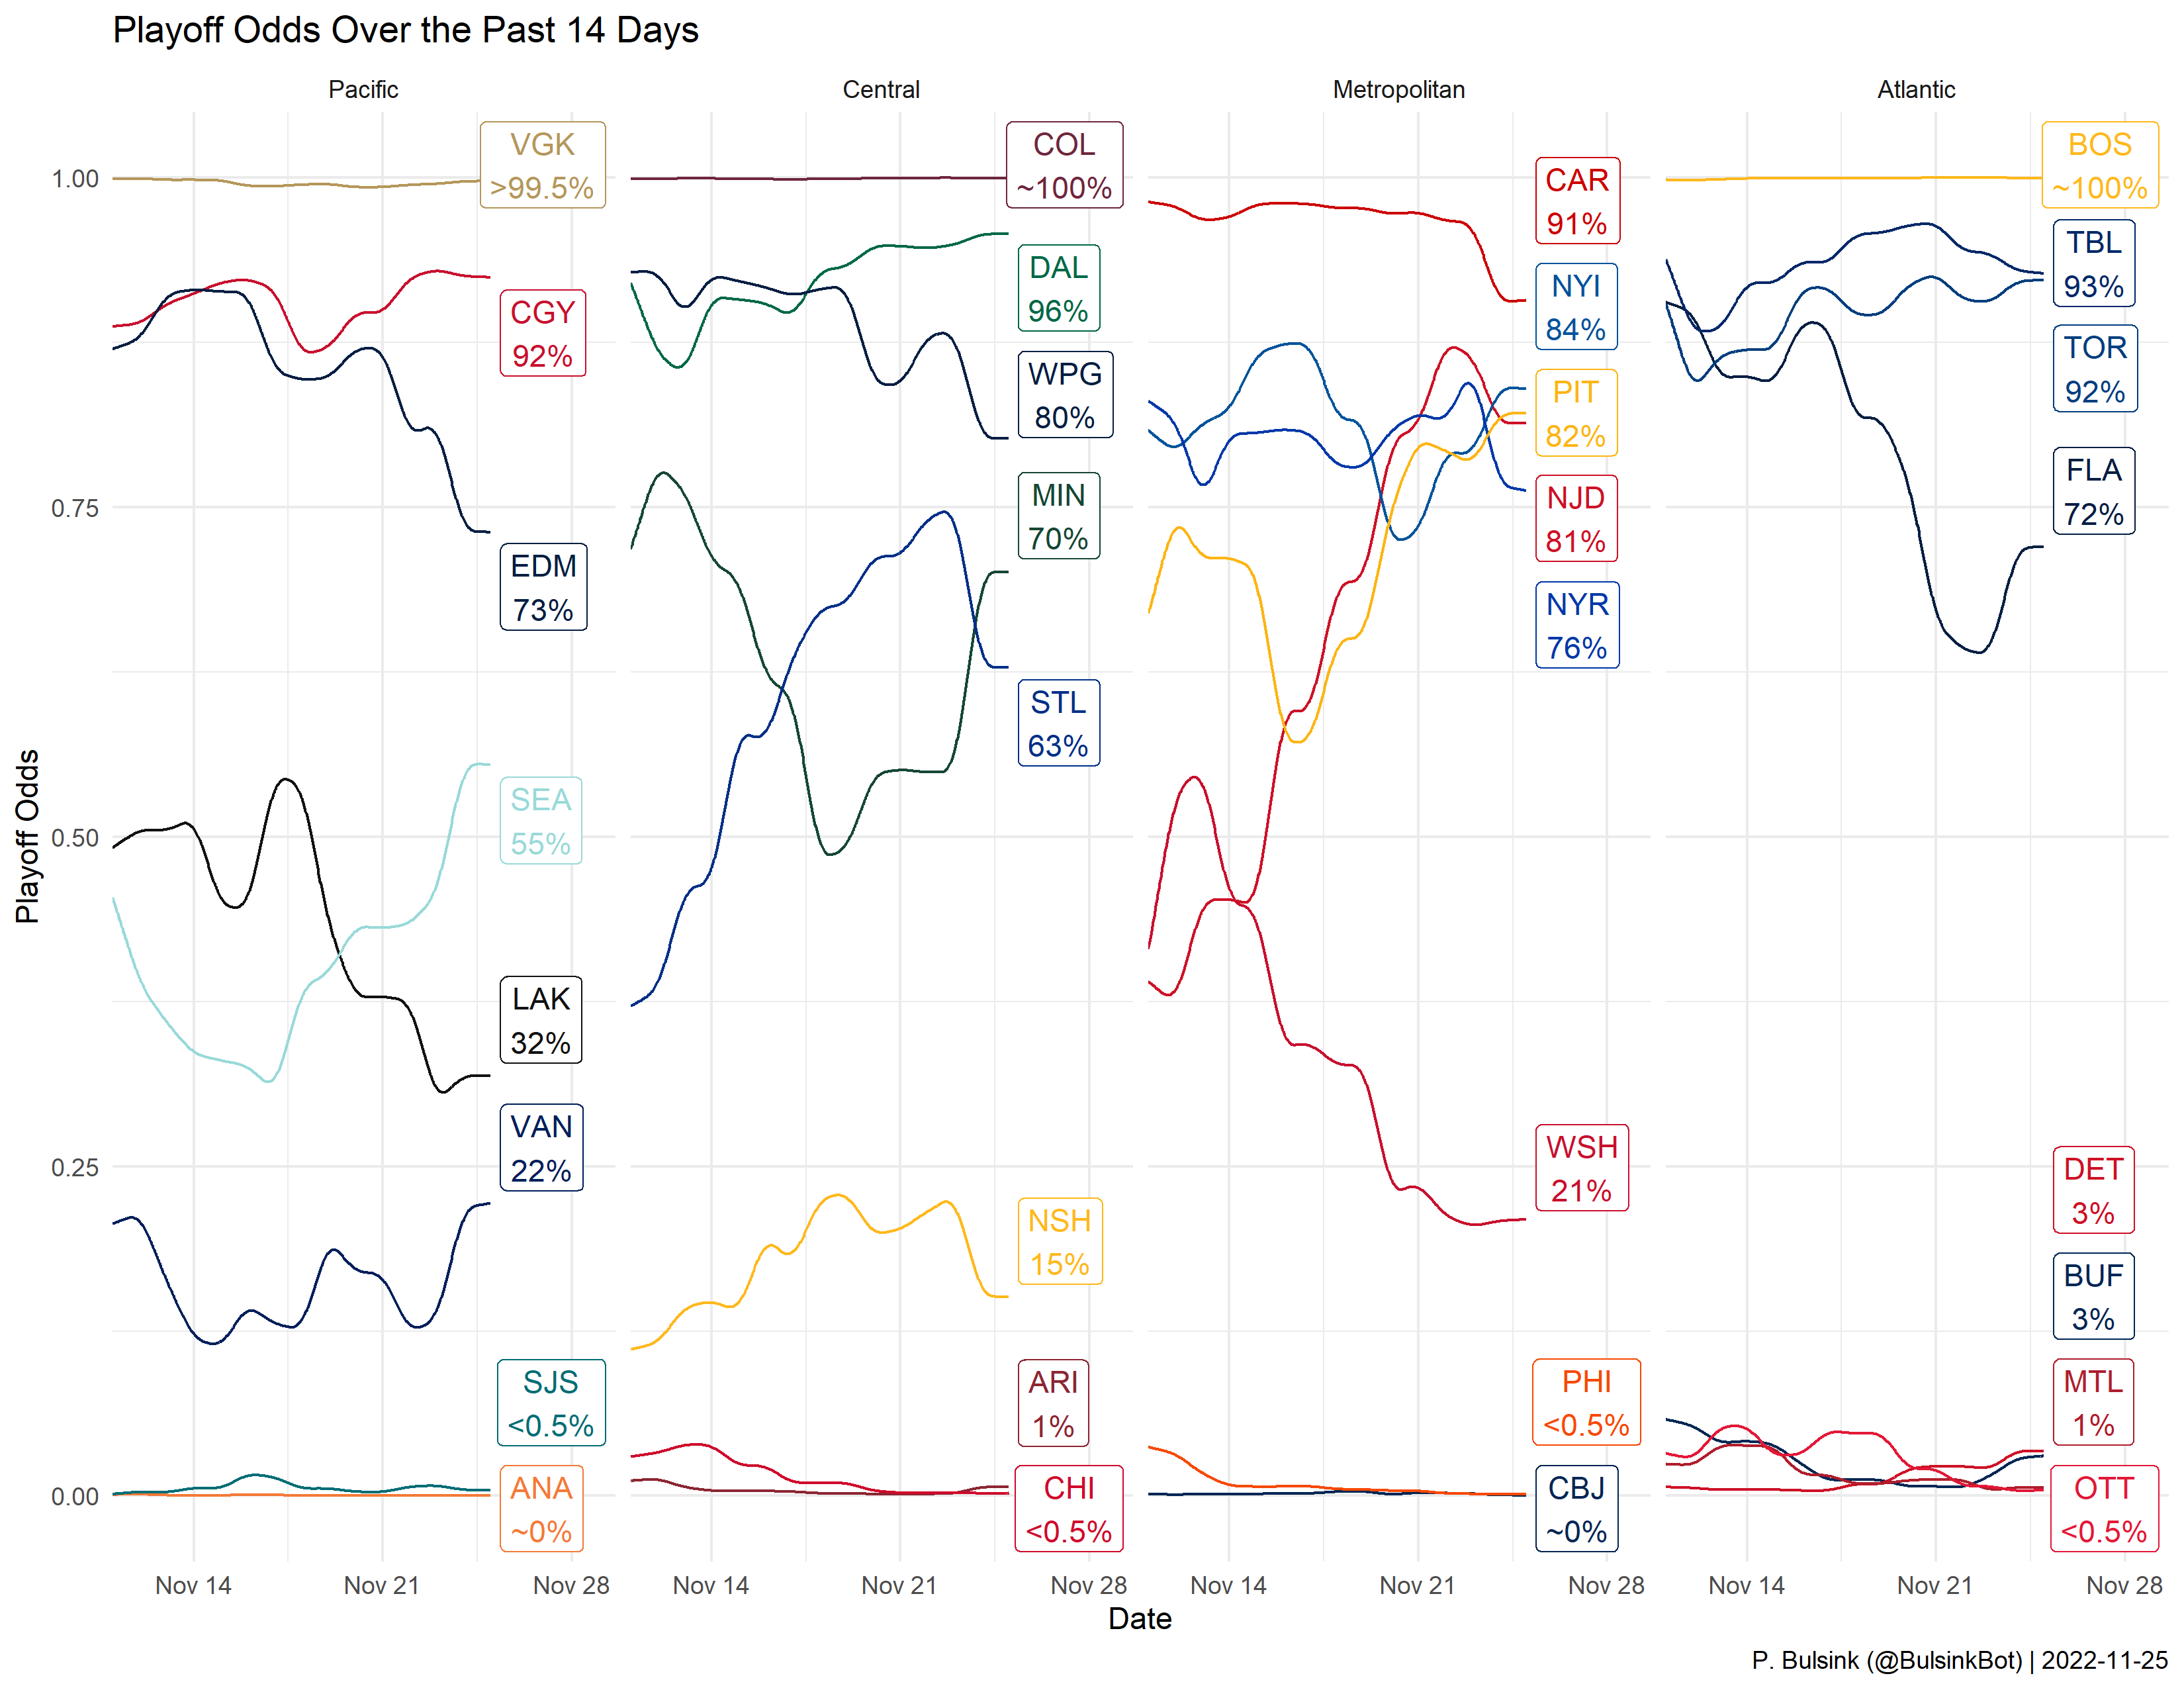 Playoff Odds Over the Past 14 Days
Pacific
Central
Metropolitan
Atlantic
Playoff Odds
1.00
0.75
0.50
0.25
0.00
VGK
>99.5%
CGY
92%
EDM
73%
SEA
55%
LAK
32%
VAN
22%
SJS
<0.5%
ANA
~0%
COL
~100%
DAL
96%
WPG
80%
MIN
70%
STL
63%
NSH
15%
ARI
1%
CHI
<0.5%
CAR
91%
NYI
84%
PIT
82%
NJD
81%
NYR
76%
WSH
21%
PHI
<0.5%
CBJ
~0%
BOS
~100%
TBL
93%
TOR
92%
FLA
72%
DET
3%
BUF
3%
MTL
1%
OTT
<0.5%
Nov 14 Nov 21 Nov 28
Nov 14 Nov 21 Nov 28
Nov 14 Nov 21 Nov 28
Nov 14 Nov 21 Nov 28
Date
P. Bulsink (@BulsinkBot) | 2022-11-25